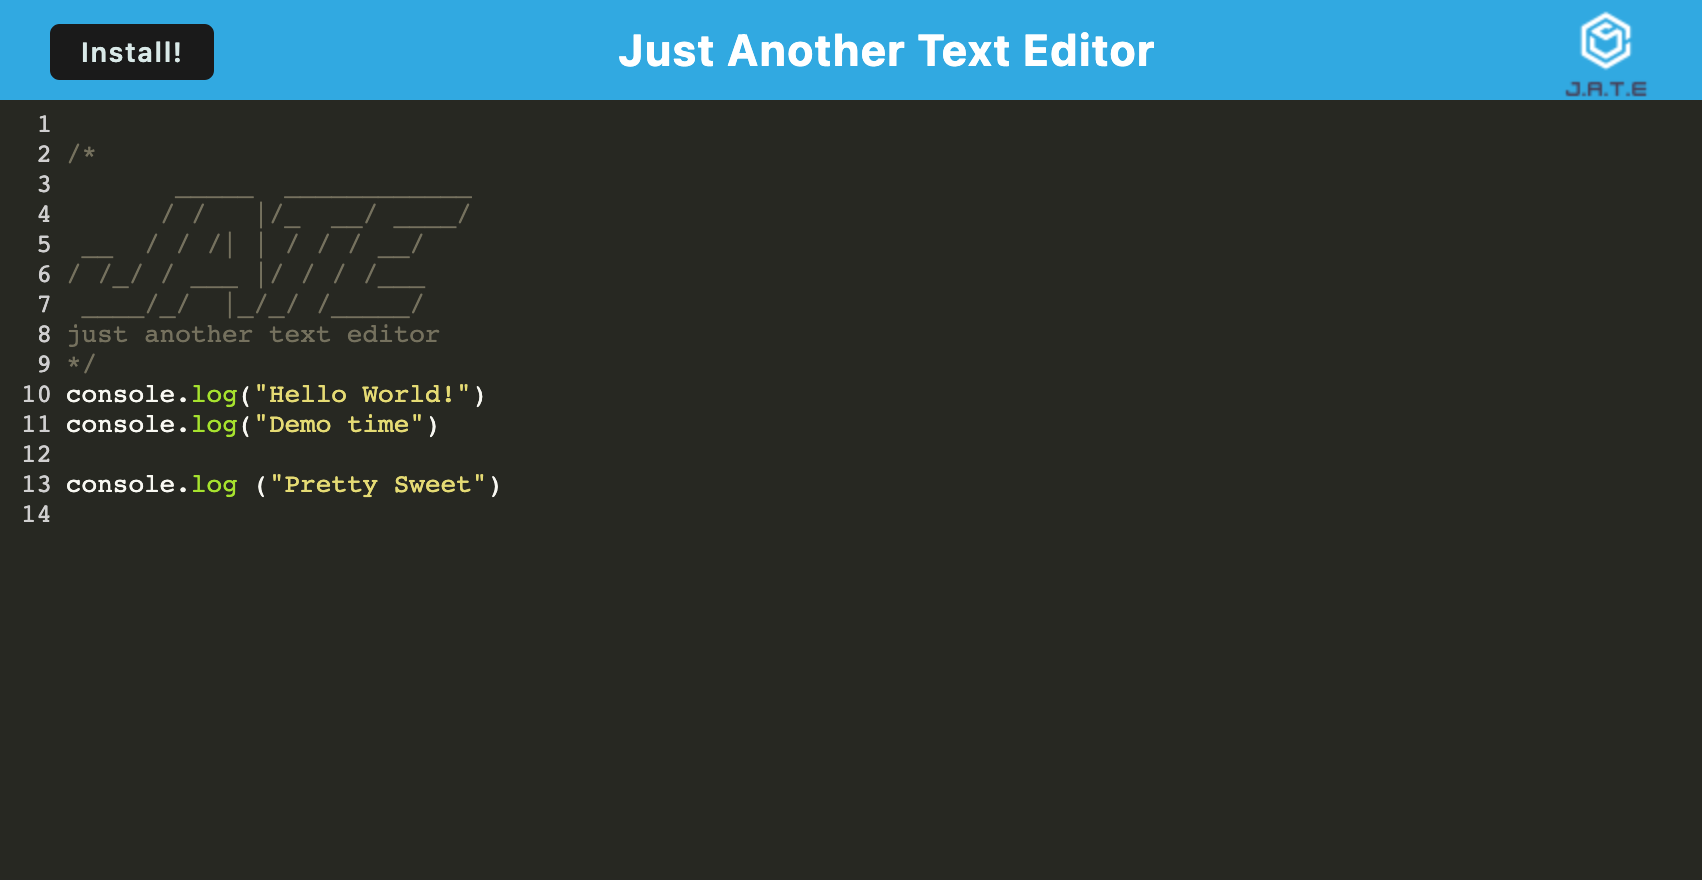 Install!
Just Another Text Editor
J.A.T.E
1
2 /*
3        _____  ____________
4       / /   |/_  __/ ____/
5  __  / / /| | / / / __/
6 / /_/ / ___ |/ / / /___
7  ____/_/  |_/_/ /_____/
8 just another text editor
9 */
10 console.log("Hello World!")
11 console.log("Demo time")
12
13 console.log ("Pretty Sweet")
14